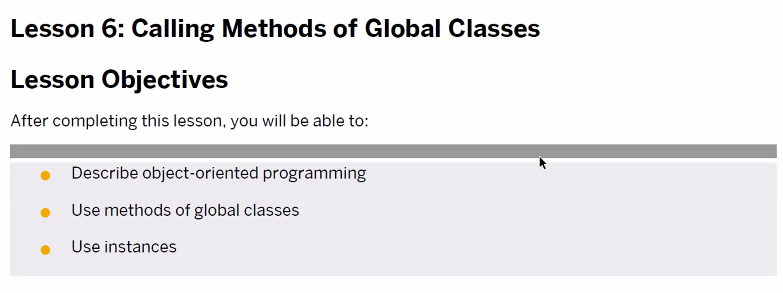 Lesson 6: Calling Methods of Global Classes
Lesson Objectives
After completing this lesson, you will be able to:
Describe object-oriented programming
Use methods of global classes
Use instances